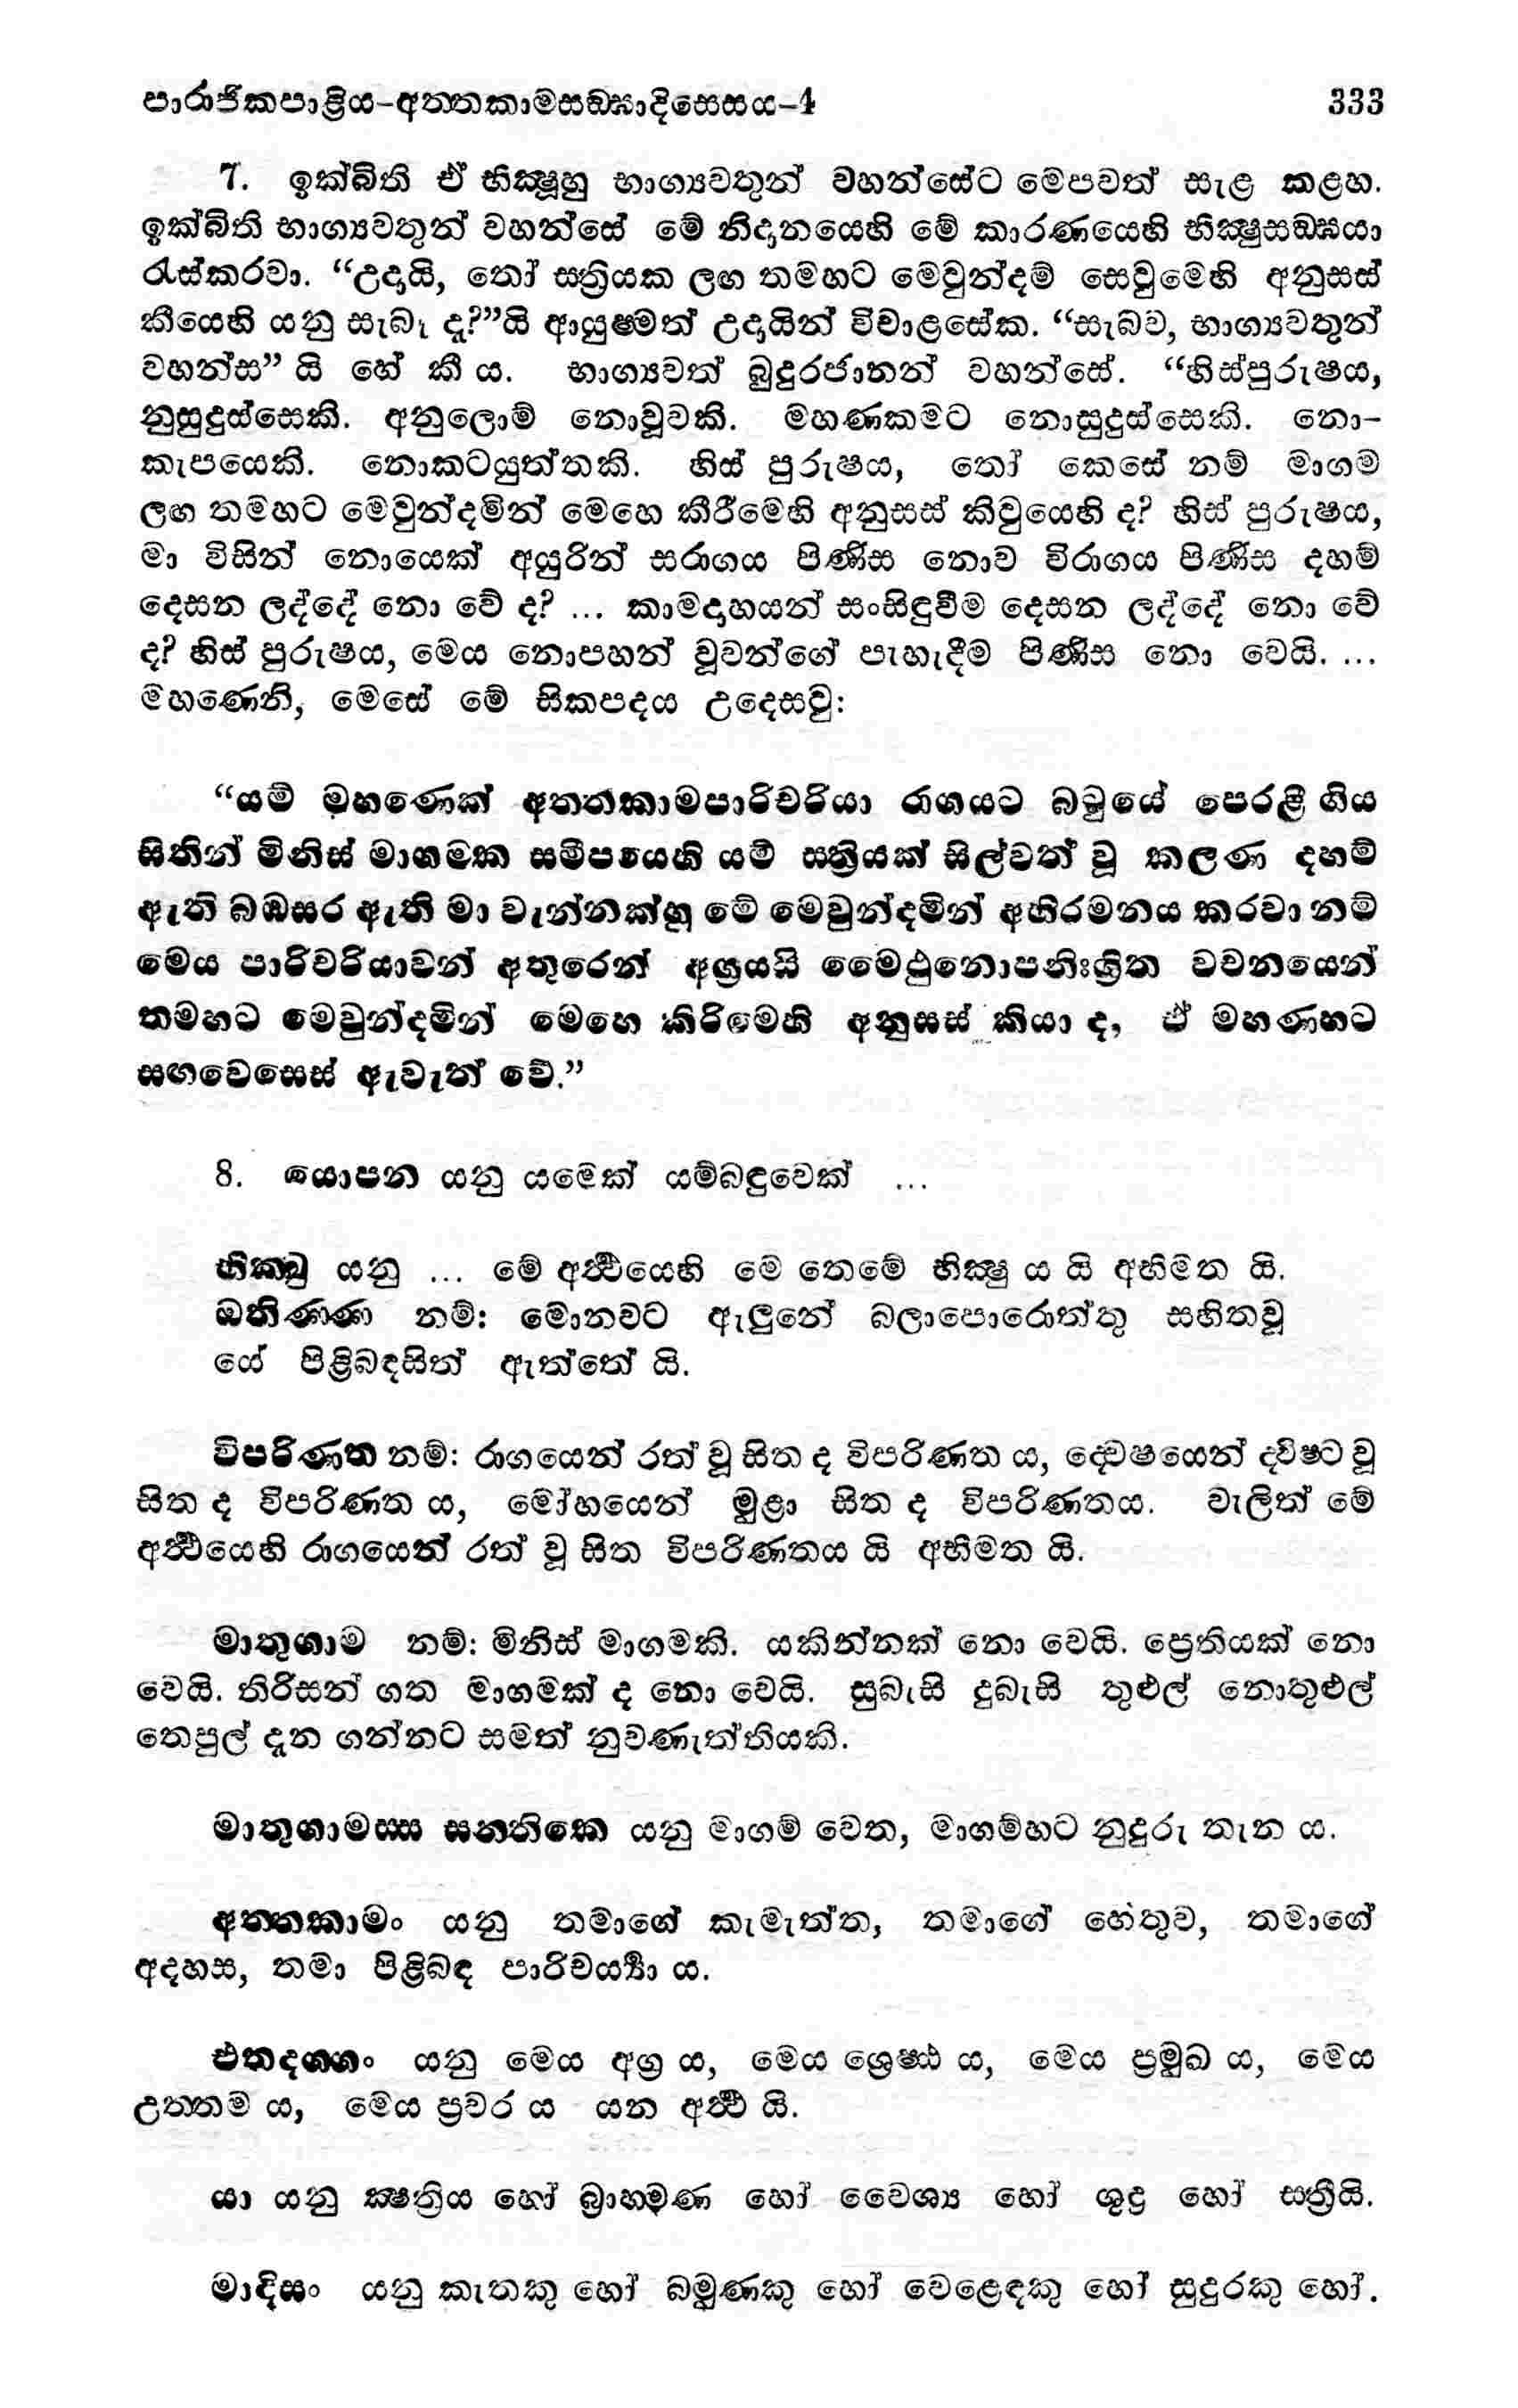 පාරාජිකපාළිය-අත්තකාමසඞ්ඝාදිසෙසය-4 333
7. ඉක්බිති ඒ භික්‍ෂූහු භාග්‍යවතුන් වහන්සේට මෙපවත් සැළ කළහ.
ඉක්බිති භාග්‍යවතුන් වහන්සේ මේ නිදානයෙහි මේ කාරණයෙහි භික්‍ෂුසඞ්ඝයා
රැස්කරවා. “උදායි, තෝ ස්ත්‍රියක ලඟ තමහට මෙවුන්දම් සෙවුමෙහි අනුසස්
කීයෙහි යනු සැබෑ ද?”යි ආයුෂ්මත් උදායින් විචාළසේක. “සැබව, භාග්‍යවතුන්
වහන්ස” යි හේ කී ය. භාග්‍යවත් බුදුරජානන් වහන්සේ. “හිස්පුරුෂය,
නුසුදුස්සෙකි. අනුලොම් නොවූවකි. මහණකමට නොසුදුස්සෙකි. නො-
කැපයෙකි. නොකටයුත්තකි. හිස් පුරුෂය, තෝ කෙසේ නම් මාගම
ලඟ තමහට මෙවුන්දමින් මෙහෙ කිරීමෙහි අනුසස් කිවුයෙහි ද? හිස් පුරුෂය,
මා විසින් නොයෙක් අයුරින් සරාගය පිණිස නොව විරාගය පිණිස දහම්
දෙසන ලද්දේ නො වේ ද? ... කාමදාහයන් සංසිඳුවීම දෙසන ලද්දේ නො වේ
ද? හිස් පුරුෂය, මෙය නොපහන් වූවන්ගේ පැහැදීම පිණිස නො වෙයි. ...
මහණෙනි, මෙසේ මේ සිකපදය උදෙසවු:
“යම් මහණෙක් අත්තකාමපාරිචරියා රාගයට බටුයේ පෙරළී ගිය
සිතින් මිනිස් මාගමක සමීපයෙහි යම් ස්ත්‍රියක් සිල්වත් වූ කලණ දහම්
ඇති බඹසර ඇති මා වැන්නක්හු මේ මෙවුන්දමින් අභිරමනය කරවා නම්
මෙය පාරිචරියාවන් අතුරෙන් අග්‍රයයි මෛථුනොපනිඃශ්‍රිත වචනයෙන්
තමහට මෙවුන්දමින් මෙහෙ කිරීමෙහි අනුසස් කියා ද, ඒ මහණහට
සඟවෙසෙස් ඇවැත් වේ.”
8. යොපන යනු යමෙක් යම්බඳුවෙක් ...
භික්ඛු යනු ... මේ අර්ථයෙහි මෙ තෙමේ භික්‍ෂු ය යි අභිමත යි.
ඔතිණ්ණ නම්: මොනවට ඇලුනේ බලාපොරොත්තු සහිතවූ
යේ පිළිබඳසිත් ඇත්තේ යි.
විපරිණත නම්: රාගයෙන් රත් වූ සිත ද විපරිණත ය, ද්වෙෂයෙන් ද්විෂ්ට වූ
සිත ද විපරිණත ය, මෝහයෙන් මුළා සිත ද විපරිණතය. වැලිත් මේ
අර්ථයෙහි රාගයෙන් රත් වූ සිත විපරිණතය යි අභිමත යි.
මාතුගාම නම්: මිනිස් මාගමකි. යකින්නක් නො වෙයි. ප්‍රෙතියක් නො
වෙයි. තිරිසන් ගත මාගමක් ද නො වෙයි. සුබැසි දුබැසි තුළුල් නොතුළුල්
තෙපුල් දැන ගන්නට සමත් නුවණැත්තියකි.
මාතුගාමස්ස සන්තිකෙ යනු මාගම් වෙත, මාගම්හට නුදුරු තැන ය.
අත්තකාමං යනු තමාගේ කැමැත්ත, තමාගේ හේතුව, තමාගේ
අදහස, තමා පිළිබඳ පාරිචර්‍ය්‍යා ය.
එතදග්ගං යනු මෙය අග්‍ර ය, මෙය ශ්‍රෙෂ්ඨ ය, මෙය ප්‍රමුඛ ය, මෙය
උත්තම ය, මෙය ප්‍රවර ය යන අර්ථ යි.
යා යනු ක්‍ෂත්‍රිය හෝ බ්‍රාහ්මණ හෝ වෛශ්‍ය හෝ ශුද්‍ර හෝ ස්ත්‍රීයි.
මාදිසං යනු කැතකු හෝ බමුණකු හෝ වෙළෙඳකු හෝ සුදුරකු හෝ.